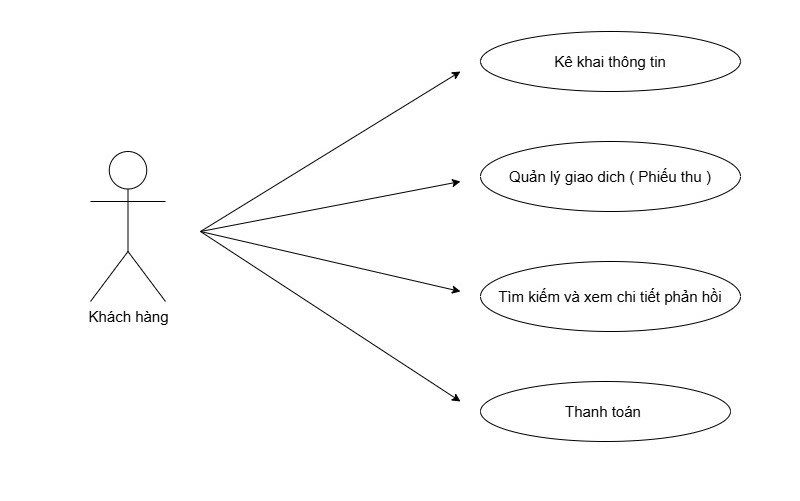 Kê khai thông tin
Quản lý giao dich ( Phiếu thu )
Tìm kiếm và xem chi tiết phản hồi
Khách hàng
Thanh toán